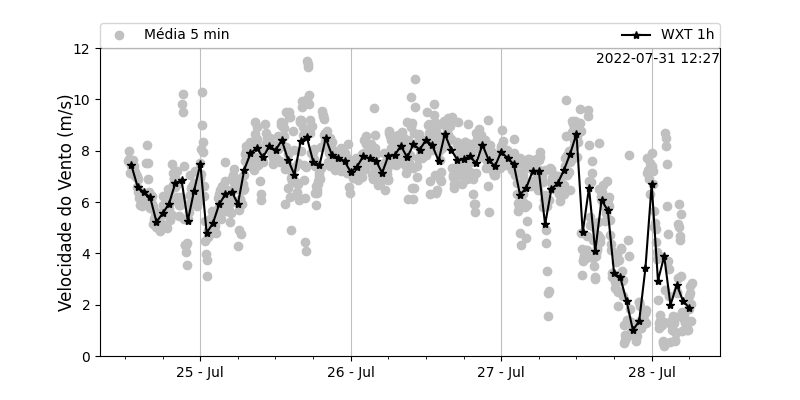 Média 5 min
WXT 1h
2022-07-31 12:27
Velocidade do Vento (m/s)
12
10
8
6
4
2
0
25 - Jul
26 - Jul
27 - Jul
28 - Jul